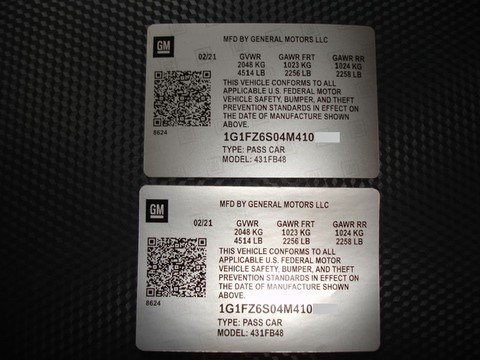 GM
MFD BY GENERAL MOTORS LLC
02/21 GVWR GAWR FRT GAWR RR
2048 KG 1023 KG 1024 KG
4514 LB 2256 LB 2258 LB
THIS VEHICLE CONFORMS TO ALL
APPLICABLE U.S. FEDERAL MOTOR
VEHICLE SAFETY, BUMPER, AND THEFT
PREVENTION STANDARDS IN EFFECT ON
THE DATE OF MANUFACTURE SHOWN
ABOVE.
8624
1G1FZ6S04M410
TYPE: PASS CAR
MODEL: 431FB48
GM
MFD BY GENERAL MOTORS LLC
02/21 GVWR GAWR FRT GAWR RR
2048 KG 1023 KG 1024 KG
4514 LB 2256 LB 2258 LB
THIS VEHICLE CONFORMS TO ALL
APPLICABLE U.S. FEDERAL MOTOR
VEHICLE SAFETY, BUMPER, AND THEFT
PREVENTION STANDARDS IN EFFECT ON
THE DATE OF MANUFACTURE SHOWN
ABOVE.
8624
1G1FZ6S04M410
TYPE: PASS CAR
MODEL: 431FB48